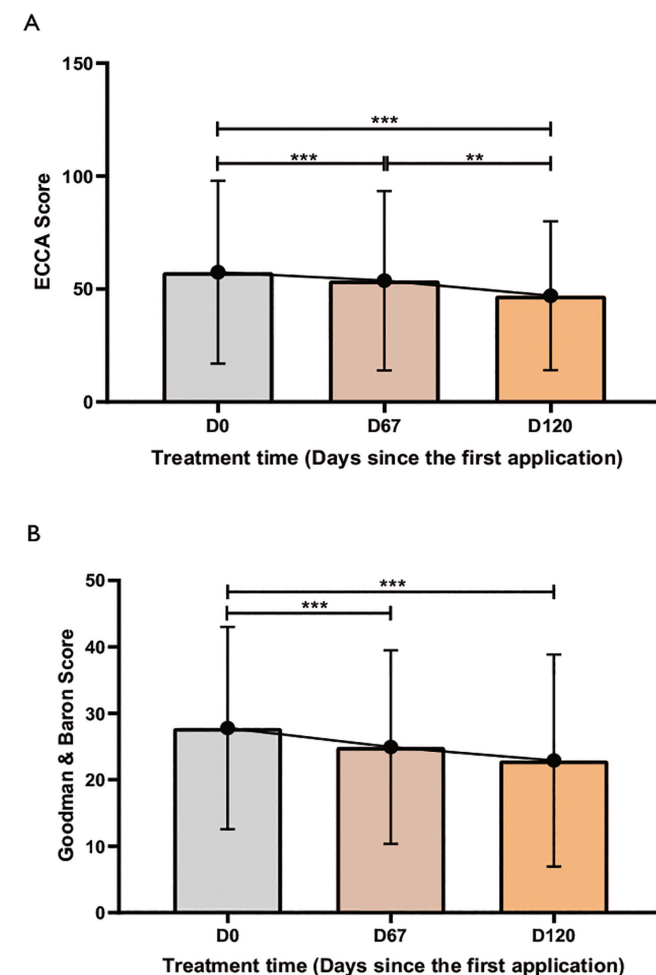 A
150
***
***
**
100
ECCA Score
50
0
D0 D67 D120
Treatment time (Days since the first application)
B
50
***
***
40
Goodman & Baron Score
30
20
10
0
D0 D67 D120
Treatment time (Days since the first application)